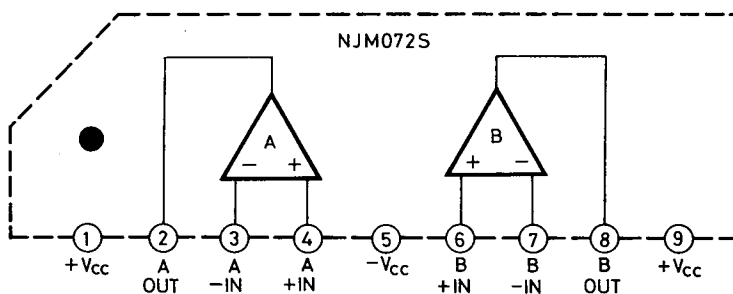 NJM072S
A
B
- +
+ -
1 2 3 4 5 6 7 8 9
+VCC A A A -VCC B B B +VCC
OUT -IN +IN +IN -IN OUT